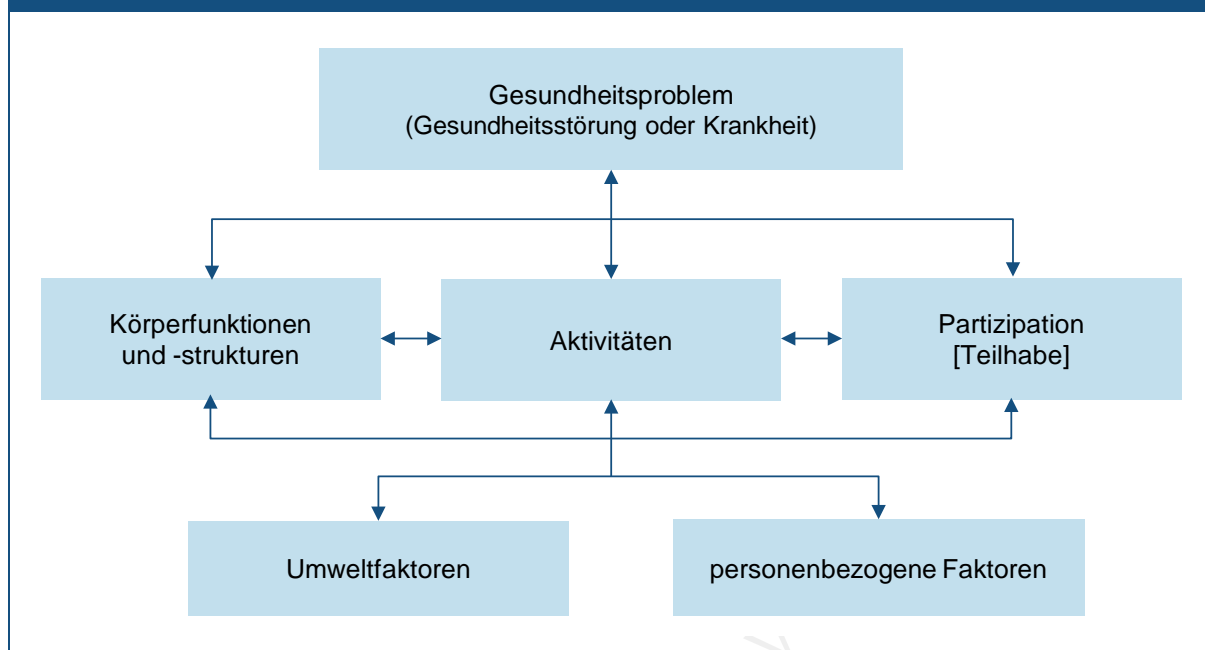 Gesundheitsproblem
(Gesundheitsstörung oder Krankheit)
Körperfunktionen
und -strukturen
Aktivitäten
Partizipation
[Teilhabe]
Umweltfaktoren
personenbezogene Faktoren